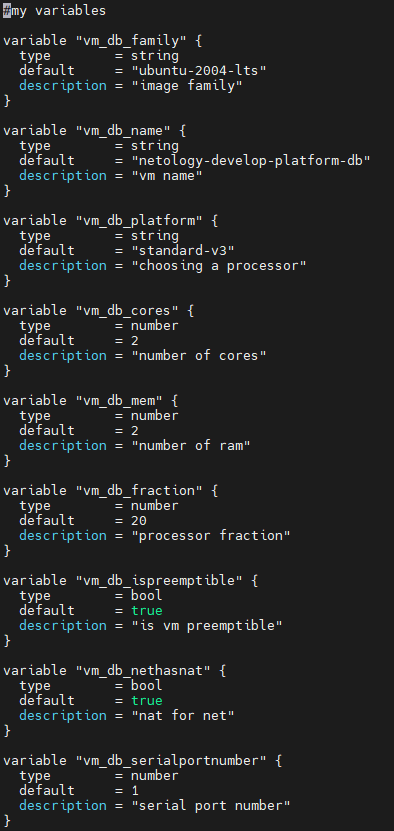 #my variables

variable "vm_db_family" {
  type        = string
  default     = "ubuntu-2004-lts"
  description = "image family"
}

variable "vm_db_name" {
  type        = string
  default     = "netology-develop-platform-db"
  description = "vm name"
}

variable "vm_db_platform" {
  type        = string
  default     = "standard-v3"
  description = "choosing a processor"
}

variable "vm_db_cores" {
  type        = number
  default     = 2
  description = "number of cores"
}

variable "vm_db_mem" {
  type        = number
  default     = 2
  description = "number of ram"
}

variable "vm_db_fraction" {
  type        = number
  default     = 20
  description = "processor fraction"
}

variable "vm_db_ispreemptible" {
  type        = bool
  default     = true
  description = "is vm preemptible"
}

variable "vm_db_nethasnat" {
  type        = bool
  default     = true
  description = "nat for net"
}

variable "vm_db_serialportnumber" {
  type        = number
  default     = 1
  description = "serial port number"
}